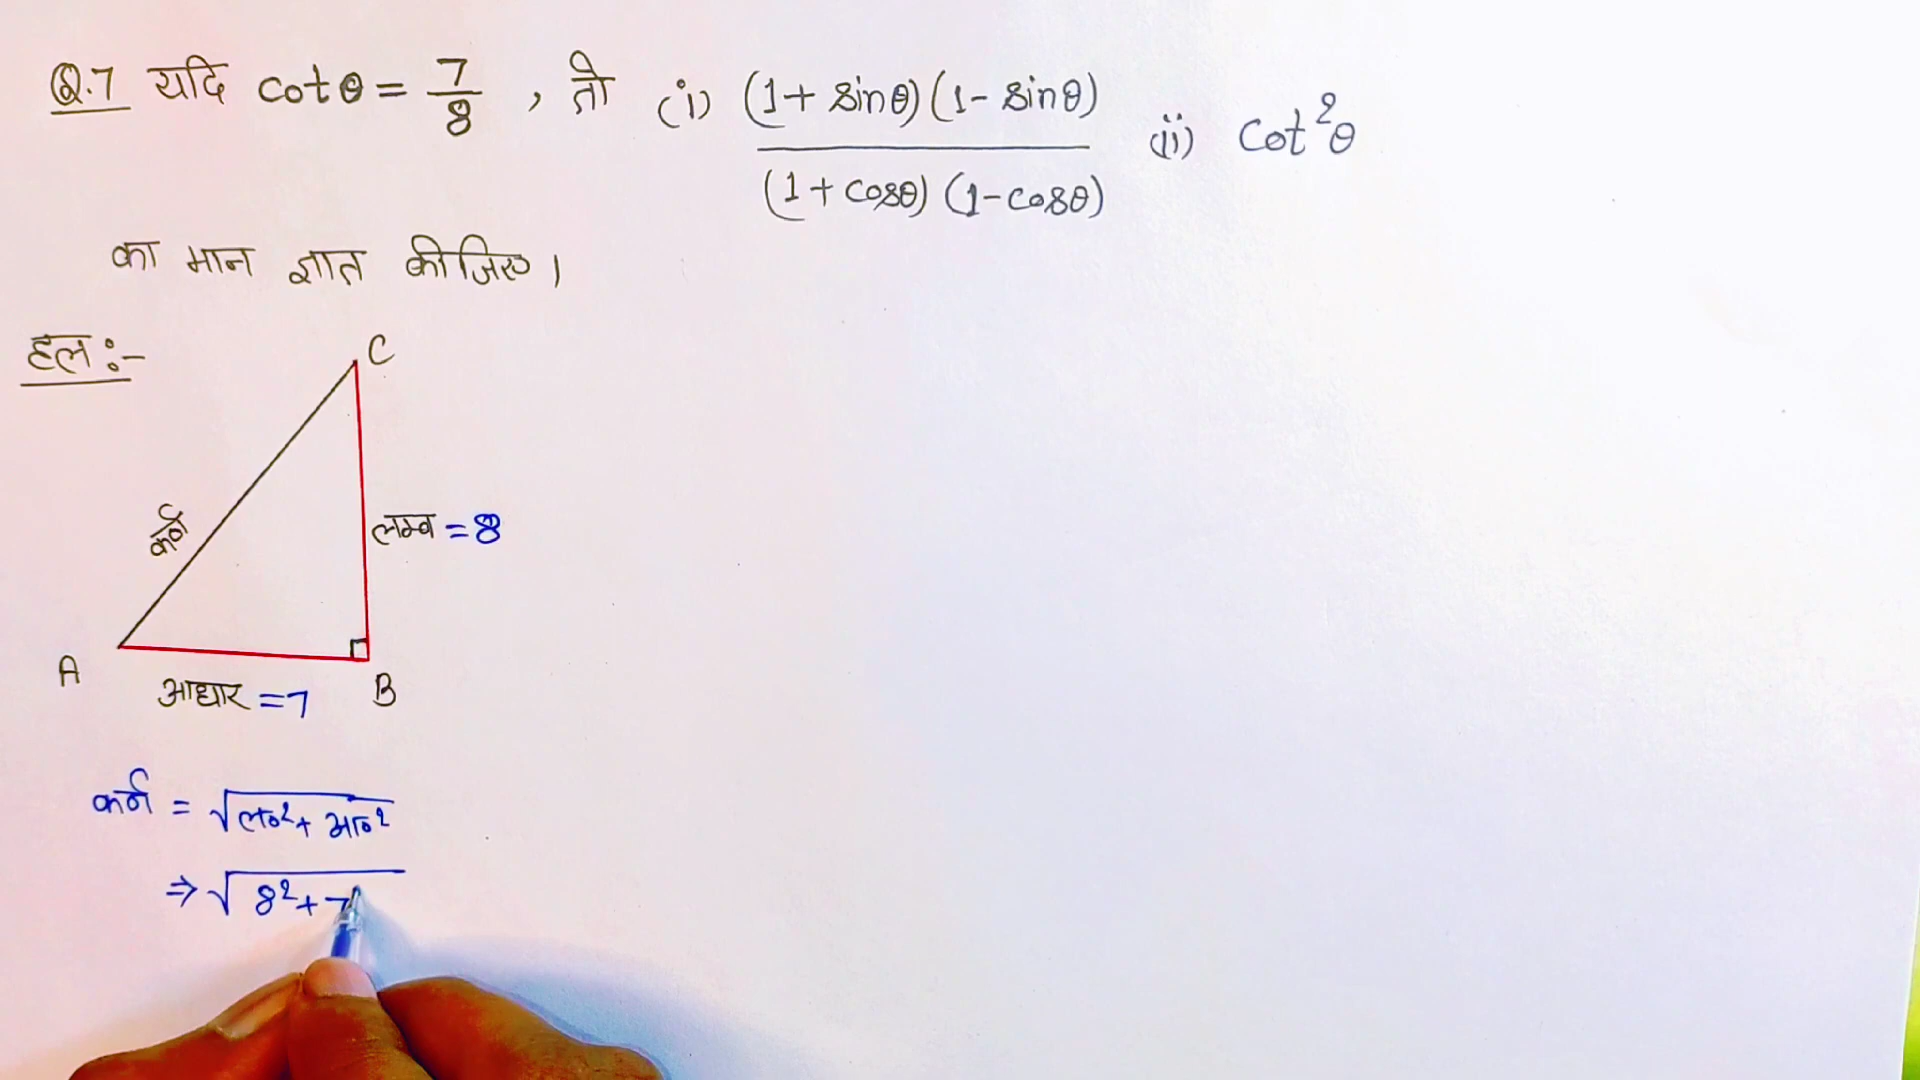 Q.7 यदि cotθ = 7/8 , तो (i) (1+ sinθ) (1- sinθ) / (1+ cosθ) (1- cosθ) (ii) cot²θ
का मान ज्ञात कीजिए।
हल :-
C
कर्ण
लम्ब = 8
A
आधार = 7
B
कर्ण = √ल०² + आ०²
⇒ √8² + 7